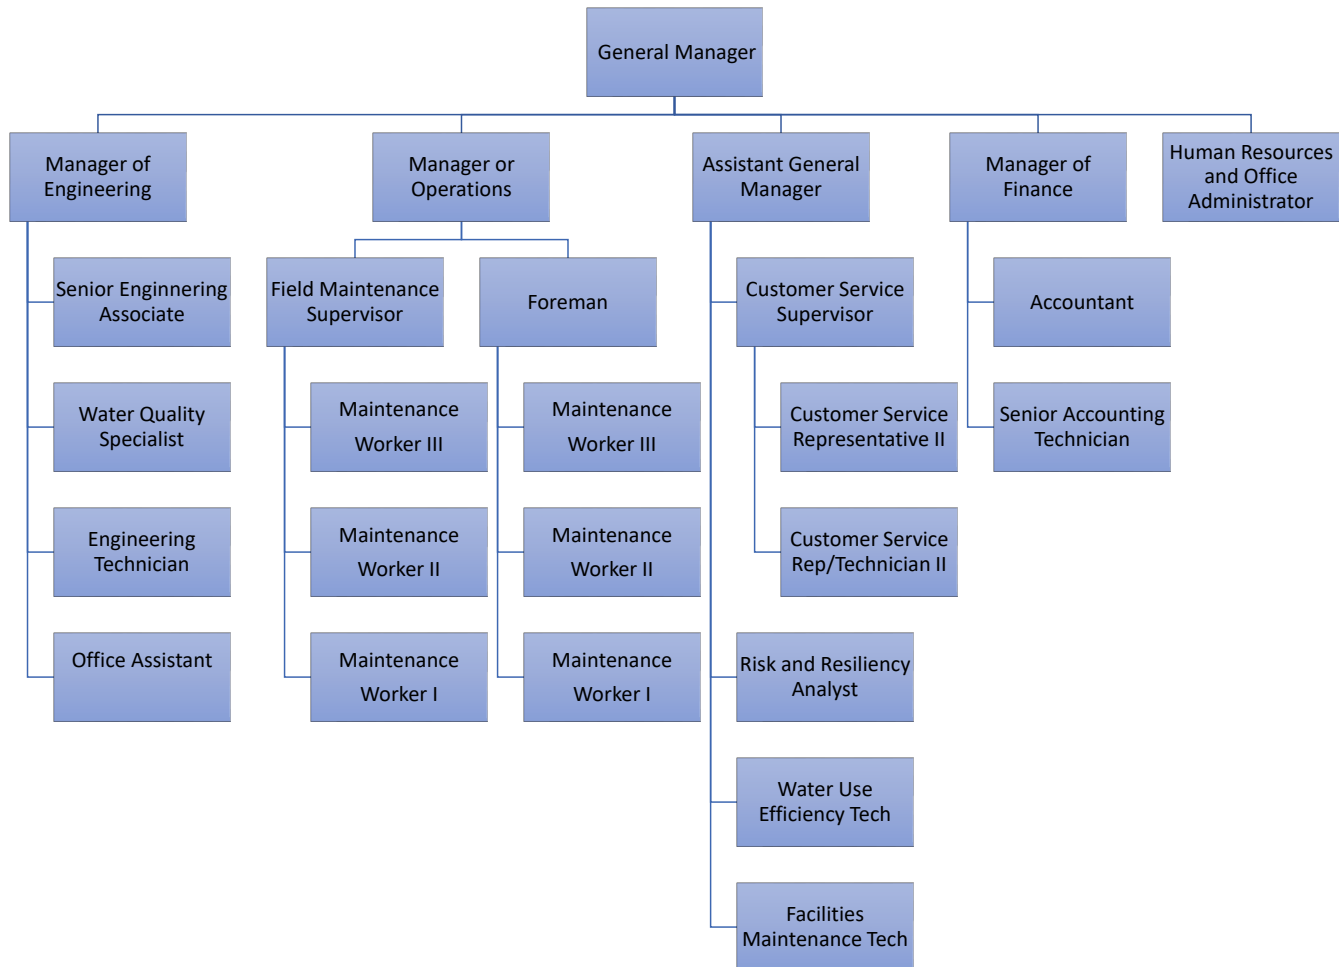 General Manager
Manager of
Engineering
Manager or
Operations
Assistant General
Manager
Manager of
Finance
Human Resources
and Office
Administrator
Senior Enginnering
Associate
Water Quality
Specialist
Engineering
Technician
Office Assistant
Field Maintenance
Supervisor
Maintenance
Worker III
Maintenance
Worker II
Maintenance
Worker I
Foreman
Maintenance
Worker III
Maintenance
Worker II
Maintenance
Worker I
Customer Service
Supervisor
Customer Service
Representative II
Customer Service
Rep/Technician II
Risk and Resiliency
Analyst
Water Use
Efficiency Tech
Facilities
Maintenance Tech
Accountant
Senior Accounting
Technician